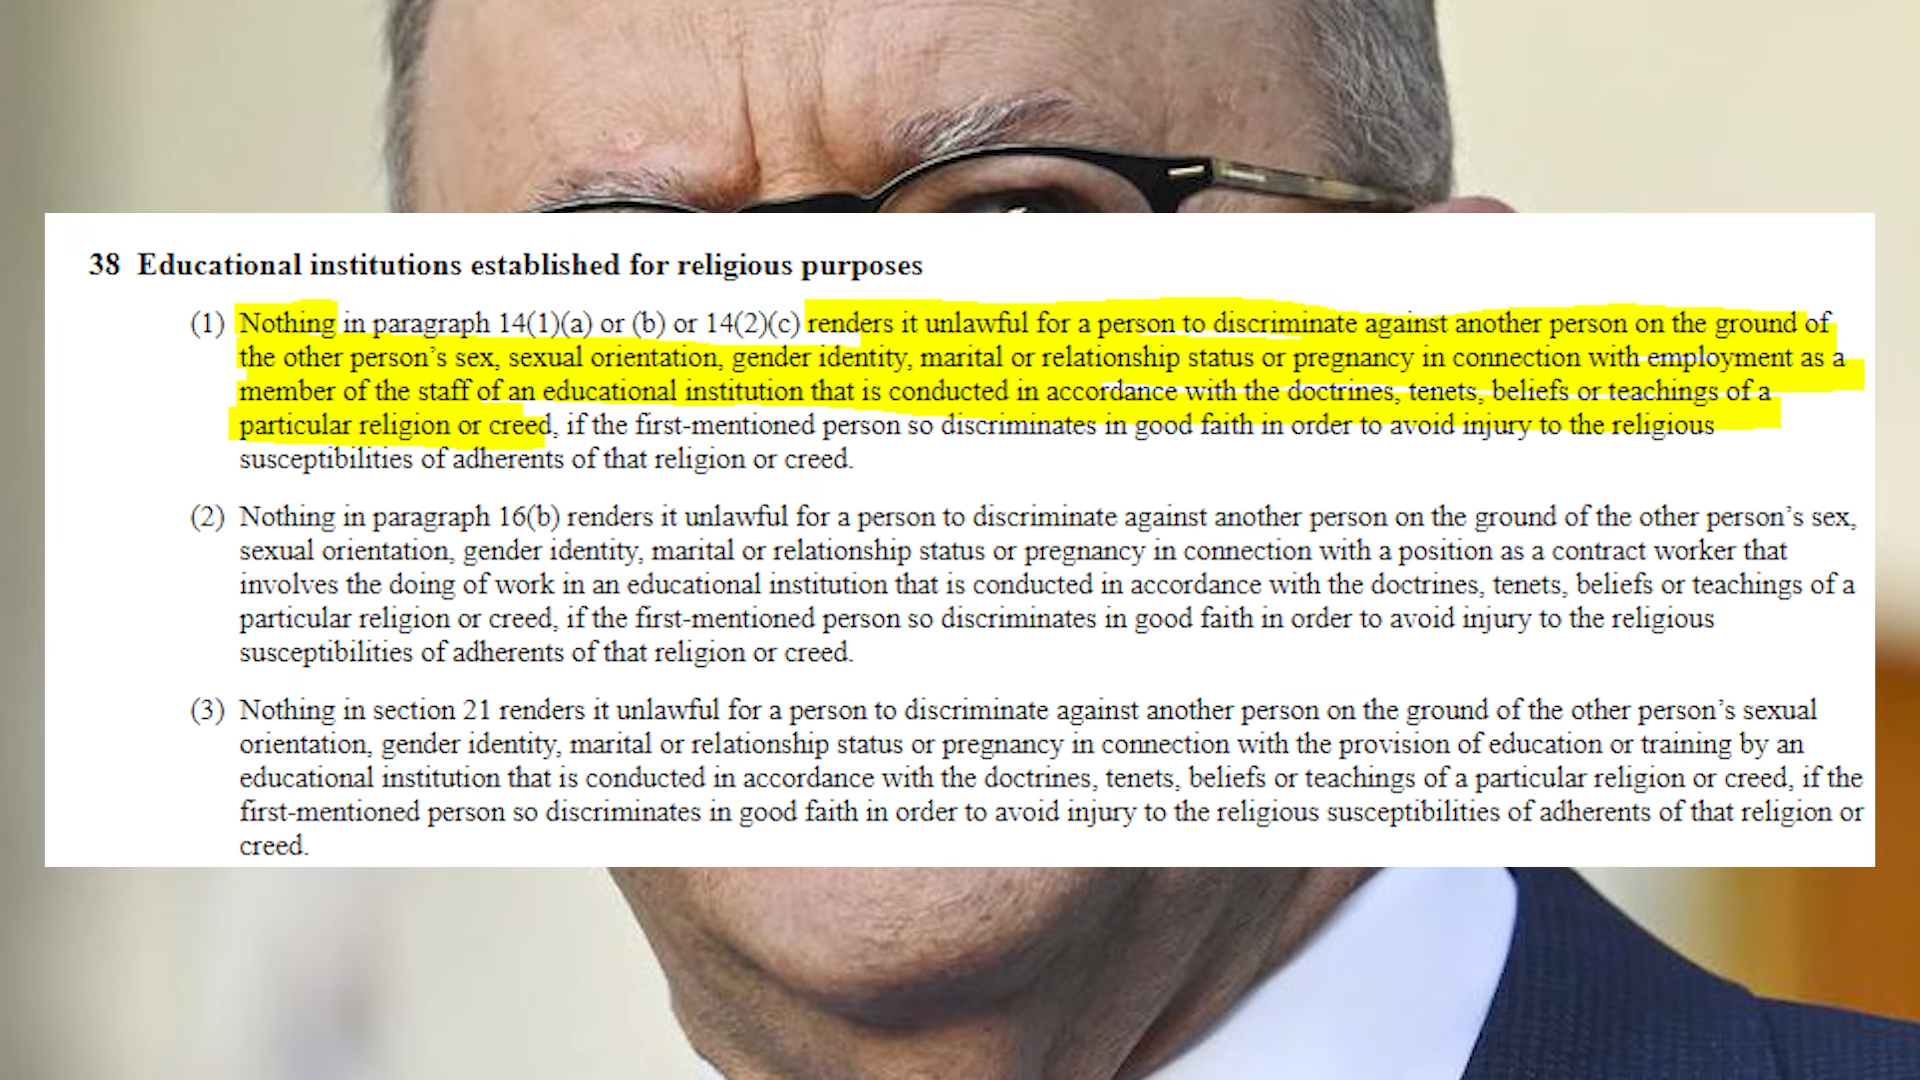 38 Educational institutions established for religious purposes
(1) Nothing in paragraph 14(1)(a) or (b) or 14(2)(c) renders it unlawful for a person to discriminate against another person on the ground of
the other person’s sex, sexual orientation, gender identity, marital or relationship status or pregnancy in connection with employment as a
member of the staff of an educational institution that is conducted in accordance with the doctrines, tenets, beliefs or teachings of a
particular religion or creed, if the first-mentioned person so discriminates in good faith in order to avoid injury to the religious
susceptibilities of adherents of that religion or creed.
(2) Nothing in paragraph 16(b) renders it unlawful for a person to discriminate against another person on the ground of the other person’s sex,
sexual orientation, gender identity, marital or relationship status or pregnancy in connection with a position as a contract worker that
involves the doing of work in an educational institution that is conducted in accordance with the doctrines, tenets, beliefs or teachings of a
particular religion or creed, if the first-mentioned person so discriminates in good faith in order to avoid injury to the religious
susceptibilities of adherents of that religion or creed.
(3) Nothing in section 21 renders it unlawful for a person to discriminate against another person on the ground of the other person’s sexual
orientation, gender identity, marital or relationship status or pregnancy in connection with the provision of education or training by an
educational institution that is conducted in accordance with the doctrines, tenets, beliefs or teachings of a particular religion or creed, if the
first-mentioned person so discriminates in good faith in order to avoid injury to the religious susceptibilities of adherents of that religion or
creed.